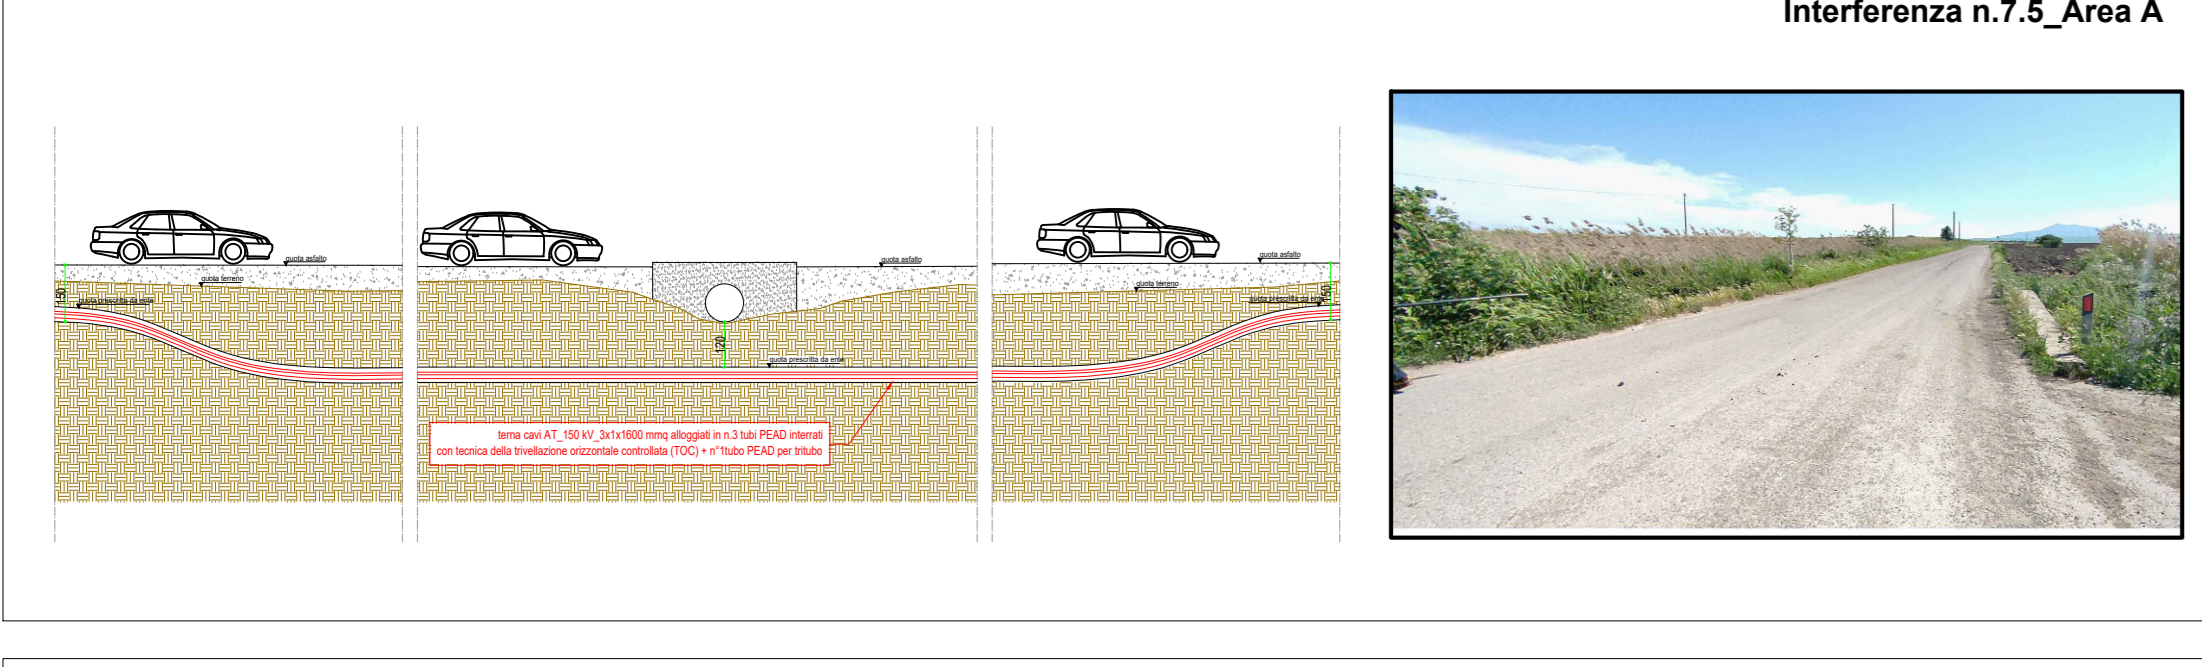 Interferenza n.7.5_Area A
quota asfalto
quota terreno
quota prescritta da ente
150
quota asfalto
120
quota prescritta da ente
terna cavi AT_150 kV_3x1x1600 mmq alloggiati in n.3 tubi PEAD interrati
con tecnica della trivellazione orizzontale controllata (TOC) + n°1tubo PEAD per tritubo
quota asfalto
quota terreno
quota prescritta da ente
150